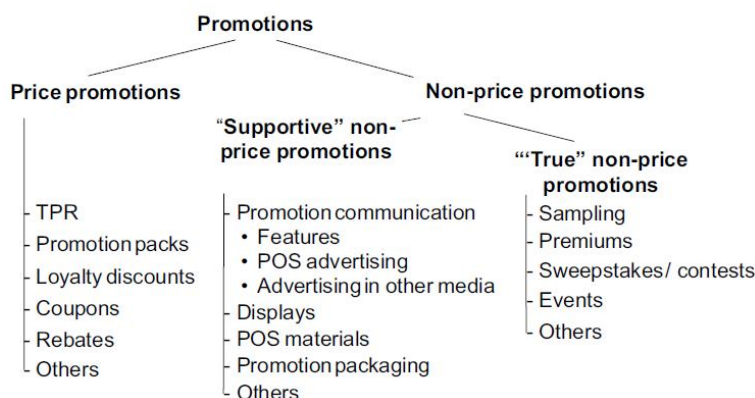 Promotions
Price promotions
Non-price promotions
“Supportive” non-
price promotions
“‘True” non-price
promotions
- TPR
- Promotion packs
- Loyalty discounts
- Coupons
- Rebates
- Others
- Promotion communication
• Features
• POS advertising
• Advertising in other media
- Displays
- POS materials
- Promotion packaging
- Others
- Sampling
- Premiums
- Sweepstakes/ contests
- Events
- Others